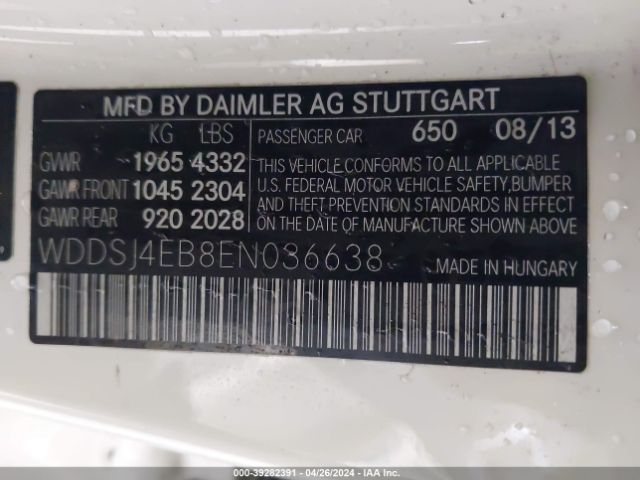 MFD BY DAIMLER AG STUTTGART
KG LBS
GVWR 1965 4332
GAWR FRONT 1045 2304
GAWR REAR 920 2028
PASSENGER CAR 650 08/13
THIS VEHICLE CONFORMS TO ALL APPLICABLE
U.S. FEDERAL MOTOR VEHICLE SAFETY,BUMPER
AND THEFT PREVENTION STANDARDS IN EFFECT
ON THE DATE OF MANUFACTURE SHOWN ABOVE
WDDSJ4EB8EN036638
MADE IN HUNGARY
000-39282391 - 04/26/2024 - IAA Inc.